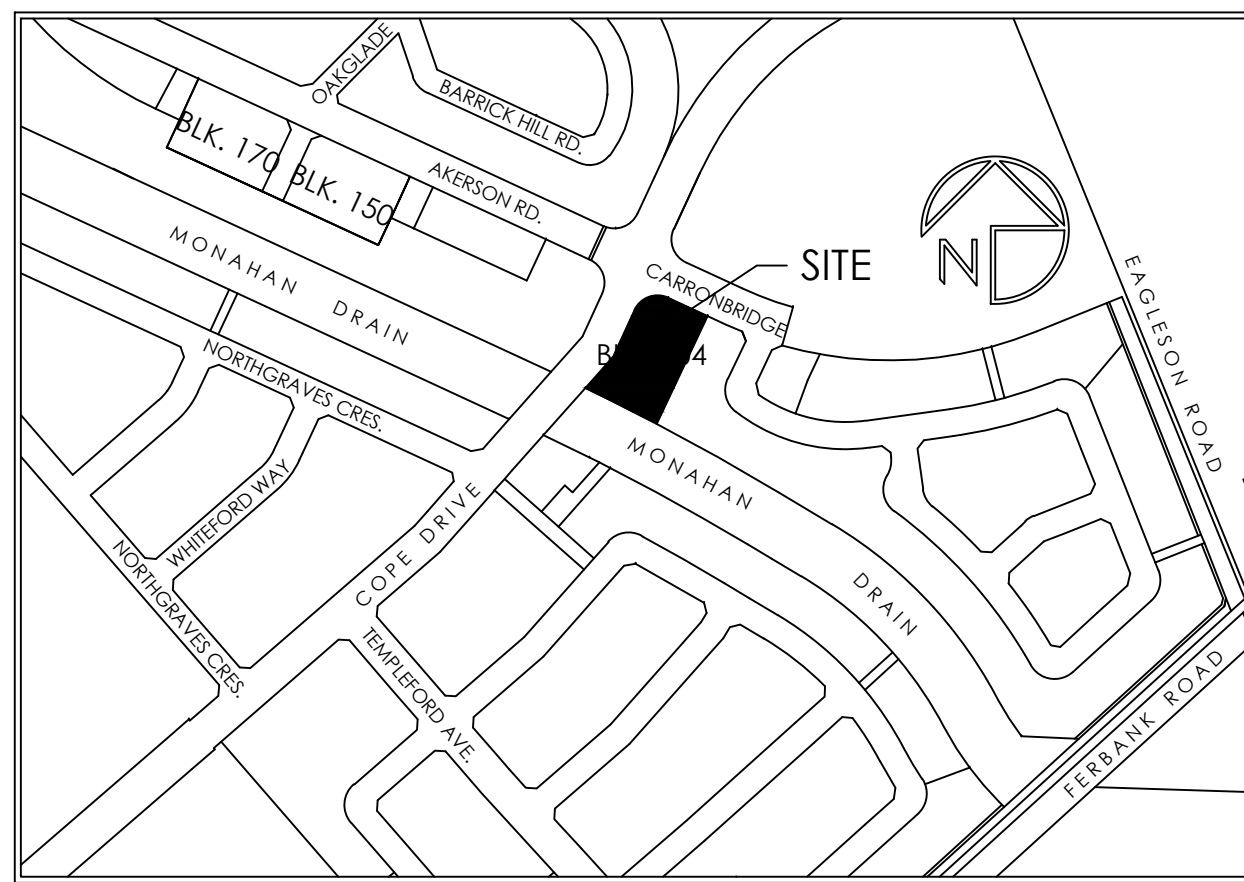 OAKGLADE
BARRICK HILL RD.
BLK. 170
BLK. 150
AKERSON RD.
MONAHAN DRAIN
CARRONBRIDGE
SITE
N
EAGLESON ROAD
NORTHGRAVES CRES.
WHITEFORD WAY
COPE DRIVE
MONAHAN DRAIN
NORTHGRAVES CRES.
TEMPLEFORD AVE.
FERBANK ROAD